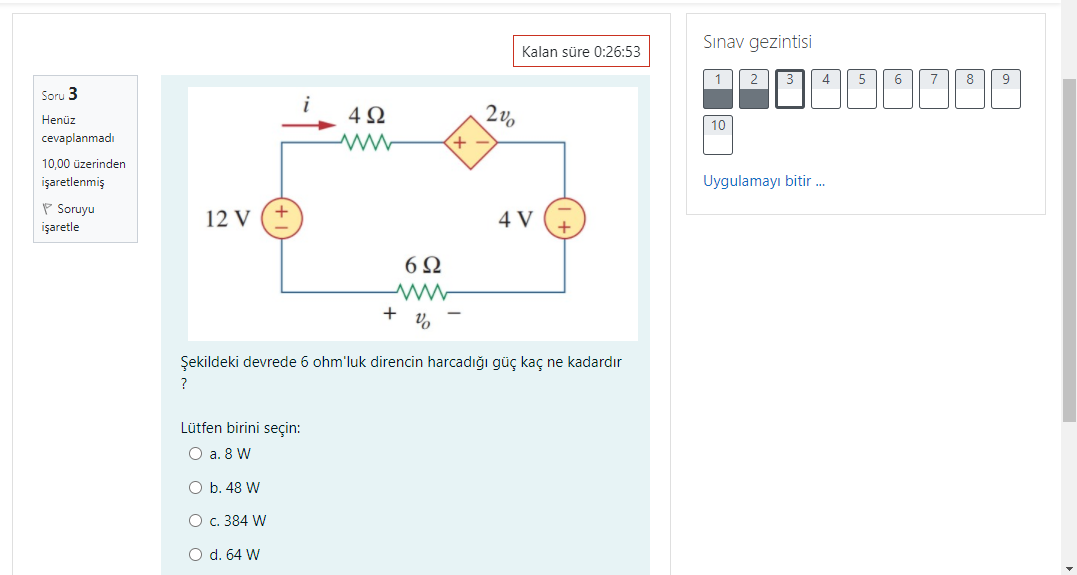 Kalan süre 0:26:53
Soru 3
Henüz
cevaplanmadı
10,00 üzerinden
işaretlenmiş
Soruyu
işaretle
i
4 Ω
2v₀
+ −
12 V
+
−
4 V
−
+
6 Ω
+ v₀ −
Şekildeki devrede 6 ohm'luk direncin harcadığı güç kaç ne kadardır
?
Lütfen birini seçin:
a. 8 W
b. 48 W
c. 384 W
d. 64 W
Sınav gezintisi
1 2 3 4 5 6 7 8 9
10
Uygulamayı bitir ...